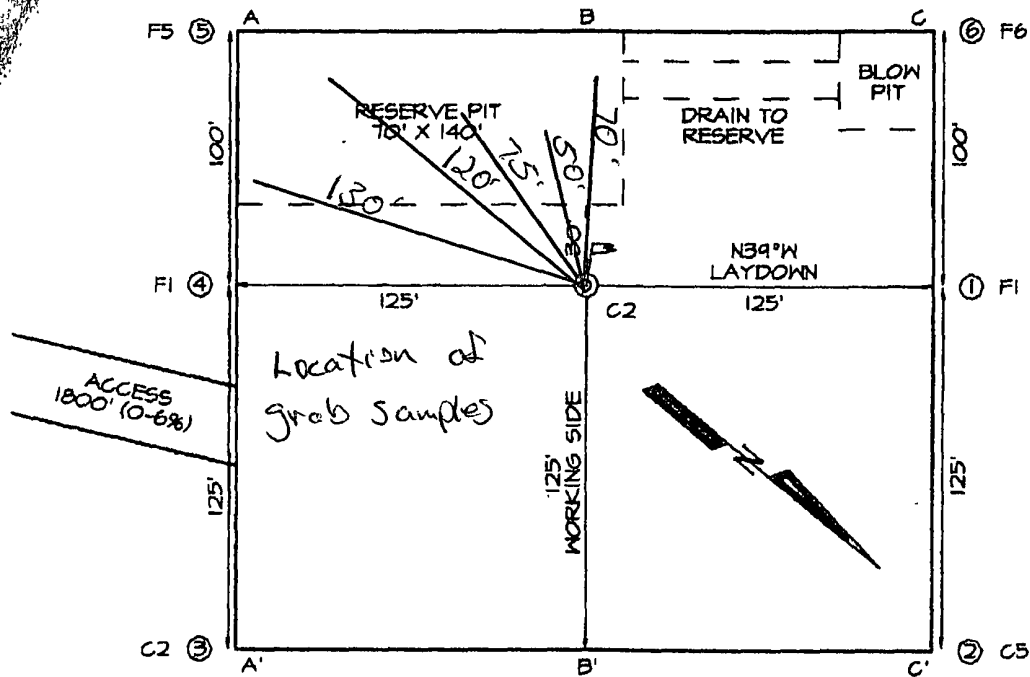 A B C
F5 ⑤ ⑥ F6
BLOW
PIT
RESERVE PIT
70' X 140'
DRAIN TO
RESERVE
100'
100'
130'
120'
75'
50'
70'
30'
N39°W
LAYDOWN
F1 ④ ① F1
125'
125'
C2
Location of
grab samples
ACCESS
1800' (0-6%)
125'
125'
WORKING SIDE
N
125'
C2 ③ ② C5
A' B' C'